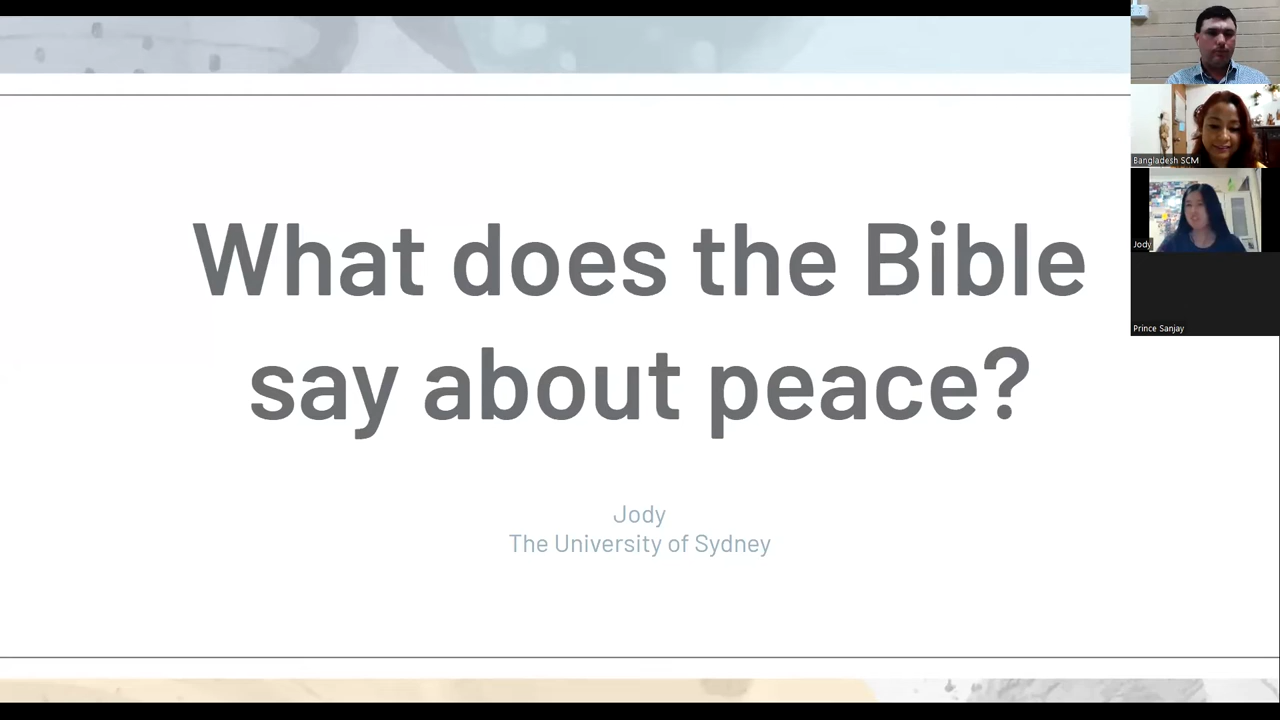 What does the Bible
say about peace?
Jody
The University of Sydney
Bangladesh SCM
Jody
Prince Sanjay